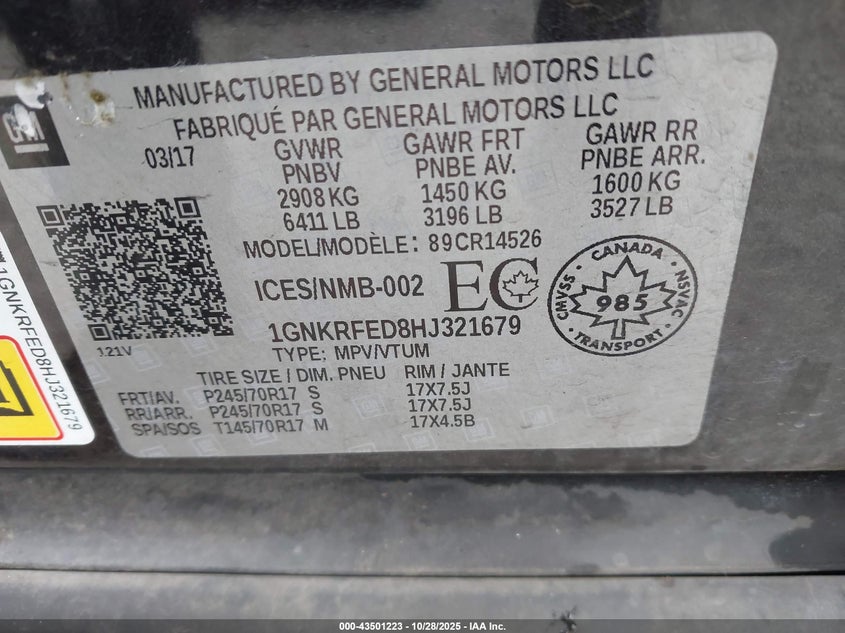 GM
MANUFACTURED BY GENERAL MOTORS LLC
FABRIQUÉ PAR GENERAL MOTORS LLC
03/17
GVWR
PNBV
2908 KG
6411 LB
GAWR FRT
PNBE AV.
1450 KG
3196 LB
GAWR RR
PNBE ARR.
1600 KG
3527 LB
MODEL/MODÈLE: 89CR14526
ICES/NMB-002
EC
CANADA
CMVSS
985
NSVAC
TRANSPORT
1GNKRFED8HJ321679
121V
TYPE: MPV/VTUM
TIRE SIZE / DIM. PNEU RIM / JANTE
FRT/AV. P245/70R17 S 17X7.5J
RR/ARR. P245/70R17 S 17X7.5J
SPA/SOS T145/70R17 M 17X4.5B
1GNKRFED8HJ321679
000-43501223 - 10/28/2025 - IAA Inc.